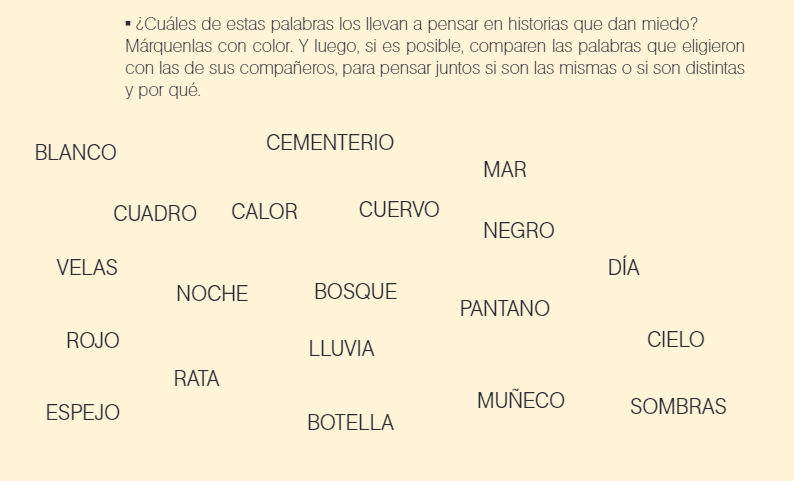 ▪ ¿Cuáles de estas palabras los llevan a pensar en historias que dan miedo?
Márquenlas con color. Y luego, si es posible, comparen las palabras que eligieron
con las de sus compañeros, para pensar juntos si son las mismas o si son distintas
y por qué.
BLANCO
CEMENTERIO
MAR
CUADRO
CALOR
CUERVO
NEGRO
VELAS
DÍA
NOCHE
BOSQUE
PANTANO
ROJO
LLUVIA
CIELO
RATA
ESPEJO
BOTELLA
MUÑECO
SOMBRAS